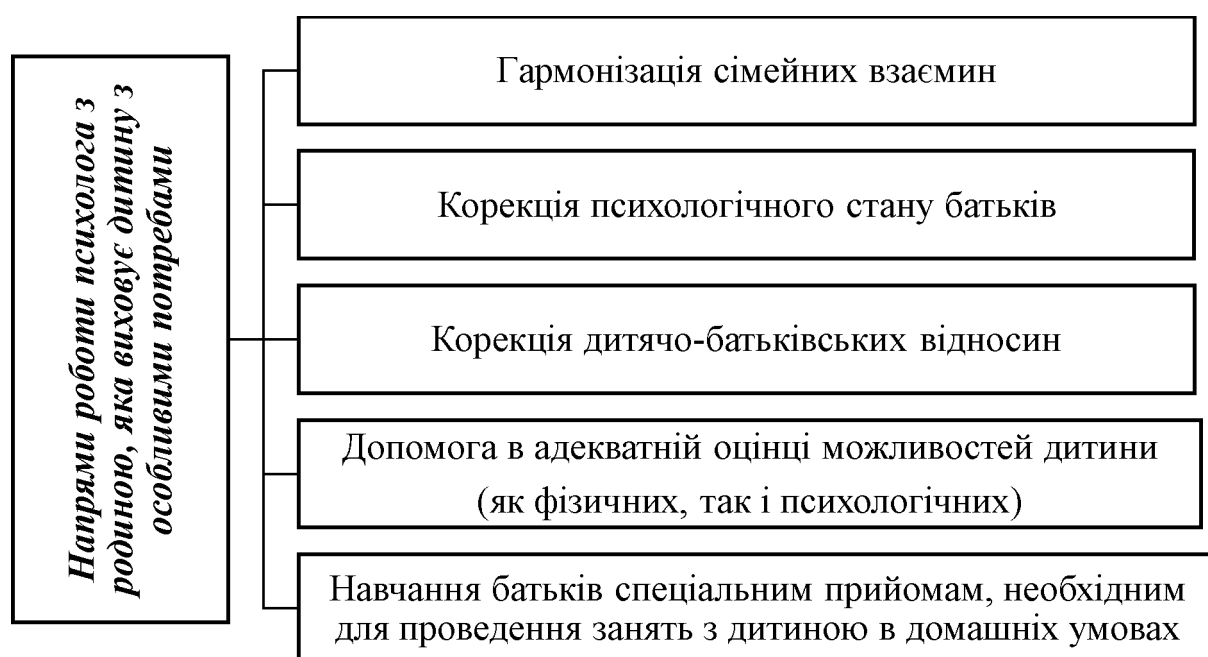 Напрями роботи психолога з
родиною, яка виховує дитину з
особливими потребами
Гармонізація сімейних взаємин
Корекція психологічного стану батьків
Корекція дитячо-батьківських відносин
Допомога в адекватній оцінці можливостей дитини
(як фізичних, так і психологічних)
Навчання батьків спеціальним прийомам, необхідним
для проведення занять з дитиною в домашніх умовах